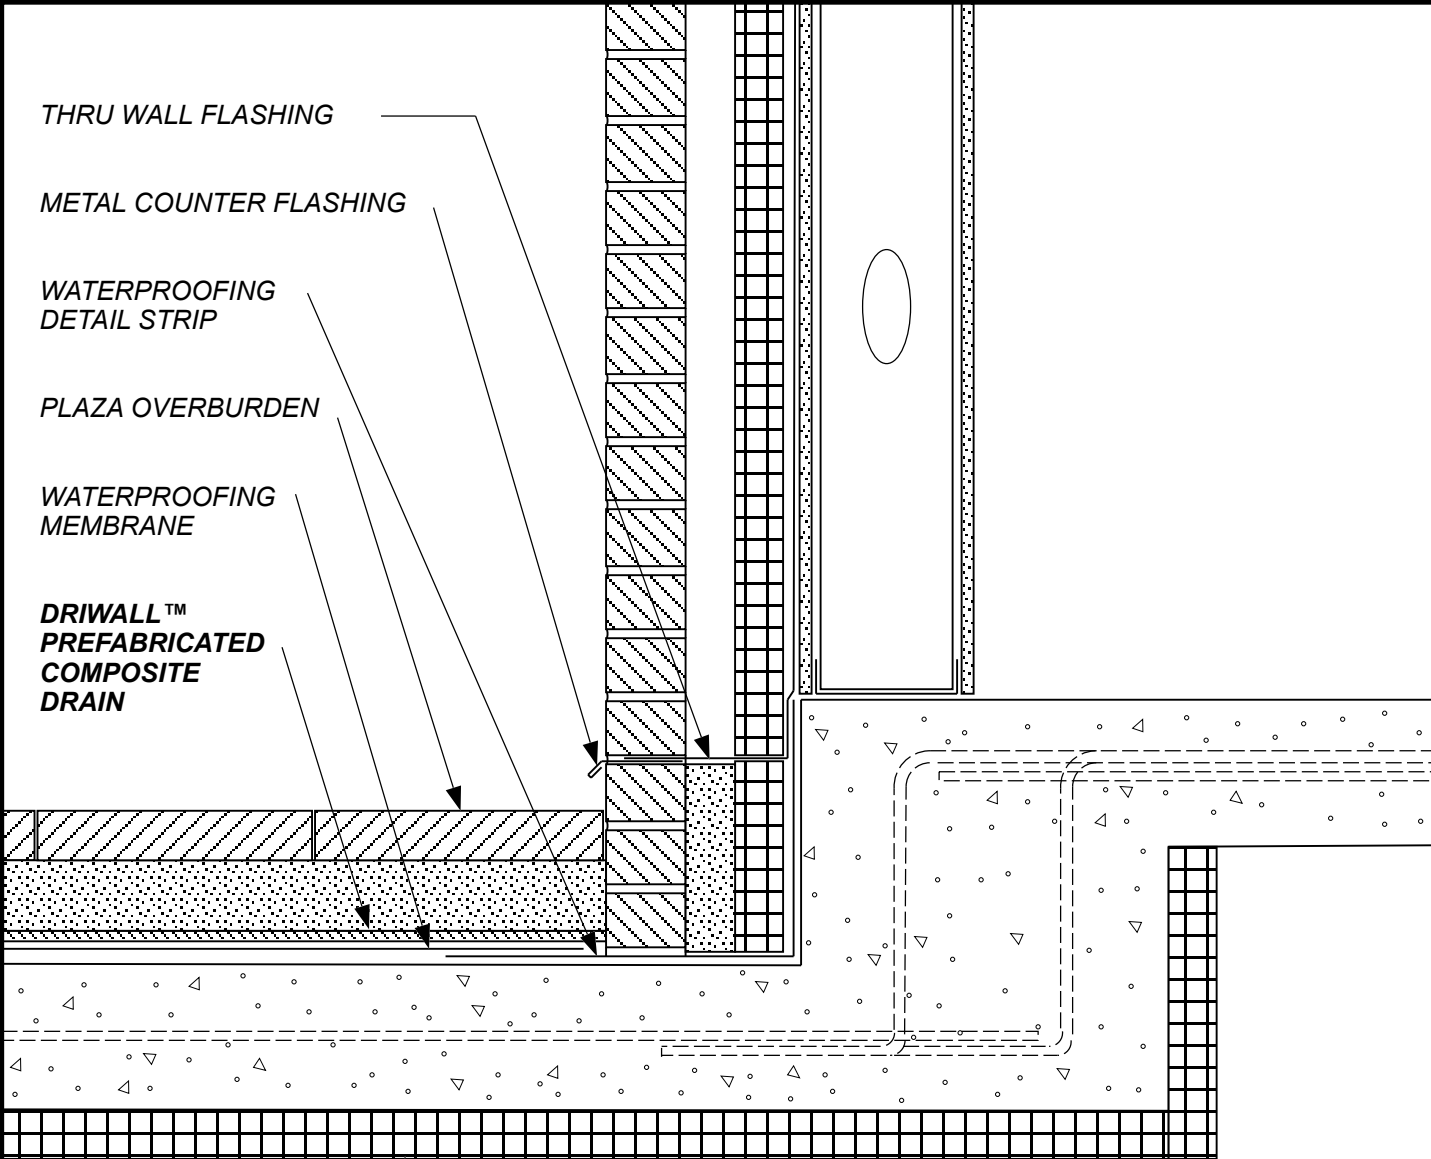 THRU WALL FLASHING
METAL COUNTER FLASHING
WATERPROOFING
DETAIL STRIP
PLAZA OVERBURDEN
WATERPROOFING
MEMBRANE
DRIWALL™
PREFABRICATED
COMPOSITE
DRAIN